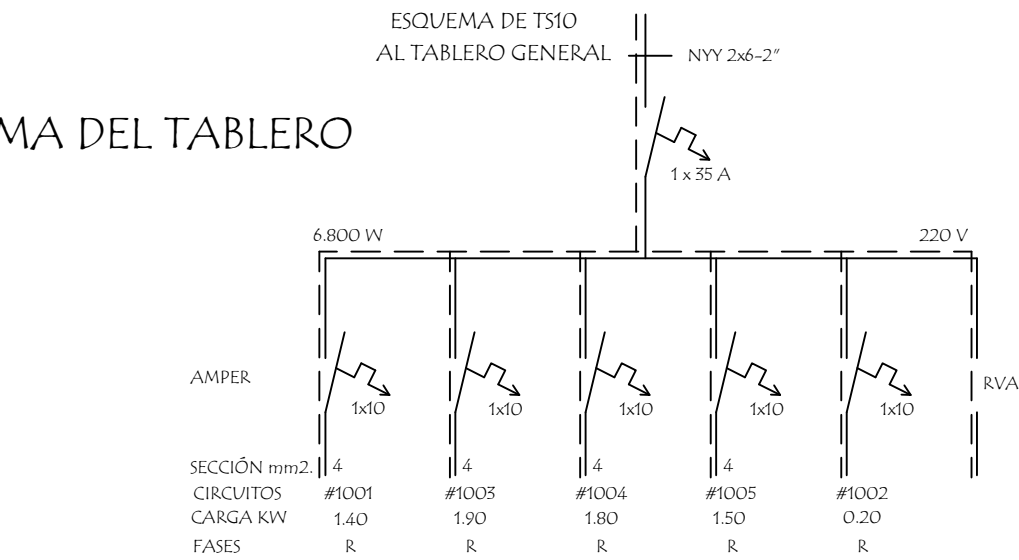 ESQUEMA DE TS10
AL TABLERO GENERAL
NYY 2x6-2"
MA DEL TABLERO
1 x 35 A
6.800 W
220 V
AMPER
1x10
1x10
1x10
1x10
1x10
RVA
SECCIÓN mm2. 4 4 4 4
CIRCUITOS #1001 #1003 #1004 #1005 #1002
CARGA KW 1.40 1.90 1.80 1.50 0.20
FASES R R R R R